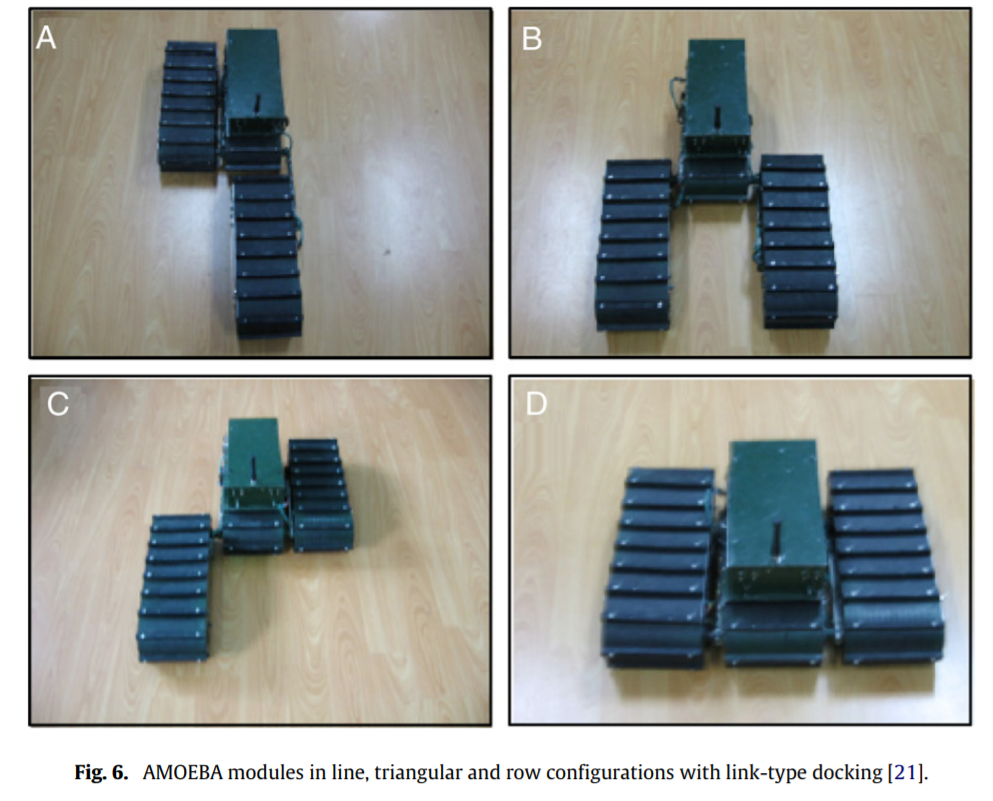 A
B
C
D
Fig. 6. AMOEBA modules in line, triangular and row configurations with link-type docking [21].